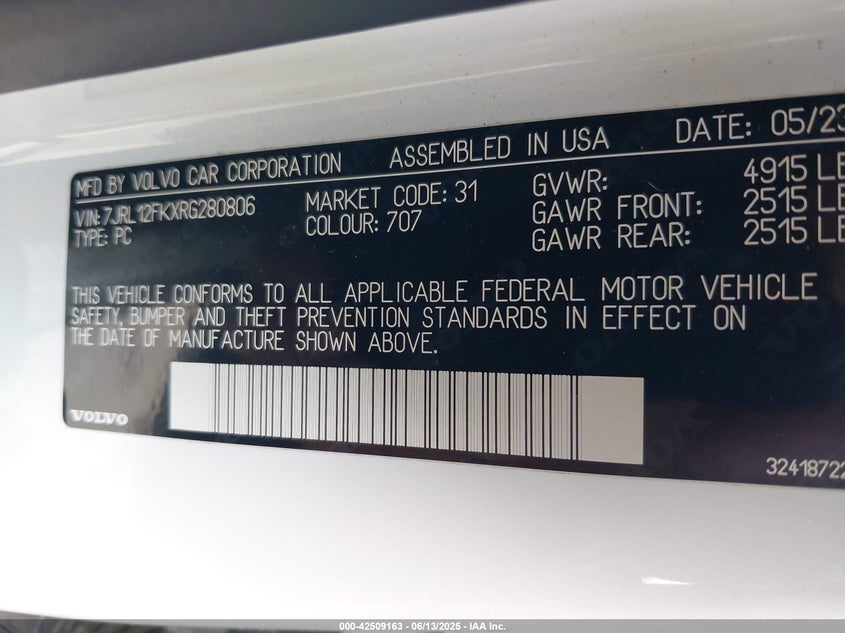 MFD BY VOLVO CAR CORPORATION ASSEMBLED IN USA DATE: 05/23
VIN:7JRL12FKXRG280806 MARKET CODE: 31 GVWR: 4915 LB
TYPE: PC COLOUR: 707 GAWR FRONT: 2515 LB
GAWR REAR: 2515 LB
THIS VEHICLE CONFORMS TO ALL APPLICABLE FEDERAL MOTOR VEHICLE
SAFETY, BUMPER AND THEFT PREVENTION STANDARDS IN EFFECT ON
THE DATE OF MANUFACTURE SHOWN ABOVE.
VOLVO
32418722
000-42509163 - 06/13/2025 - IAA Inc.